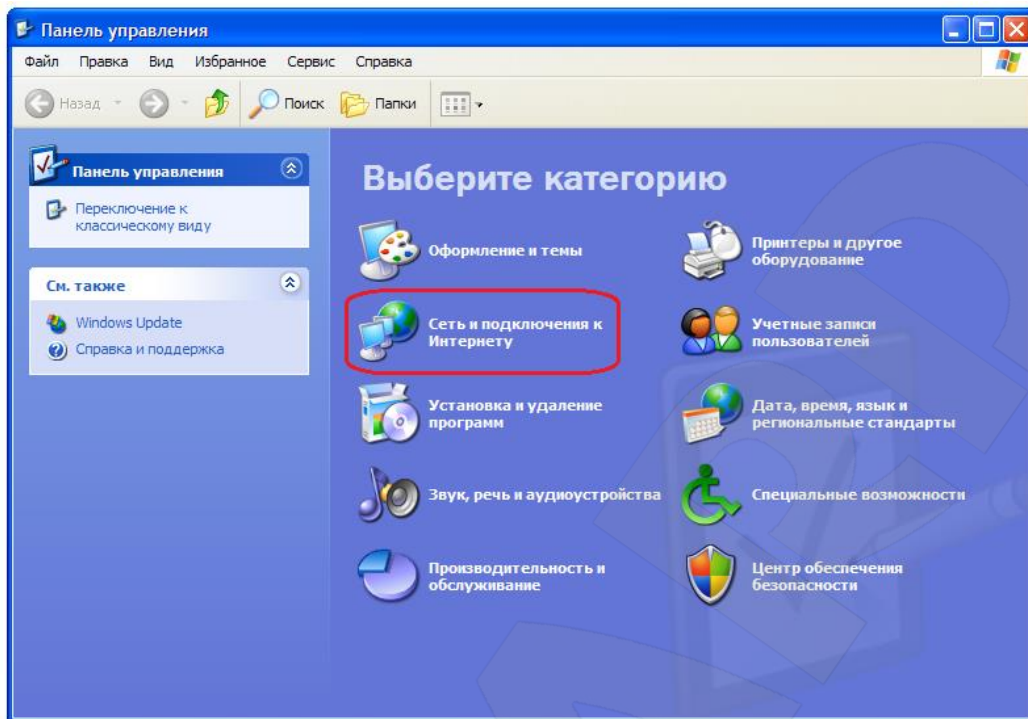 Панель управления
Файл Правка Вид Избранное Сервис Справка
Назад Поиск Папки
Панель управления
Переключение к
классическому виду
См. также
Windows Update
Справка и поддержка
Выберите категорию
Оформление и темы
Принтеры и другое
оборудование
Сеть и подключения к
Интернету
Учетные записи
пользователей
Установка и удаление
программ
Дата, время, язык и
региональные стандарты
Звук, речь и аудиоустройства
Специальные возможности
Производительность и
обслуживание
Центр обеспечения
безопасности